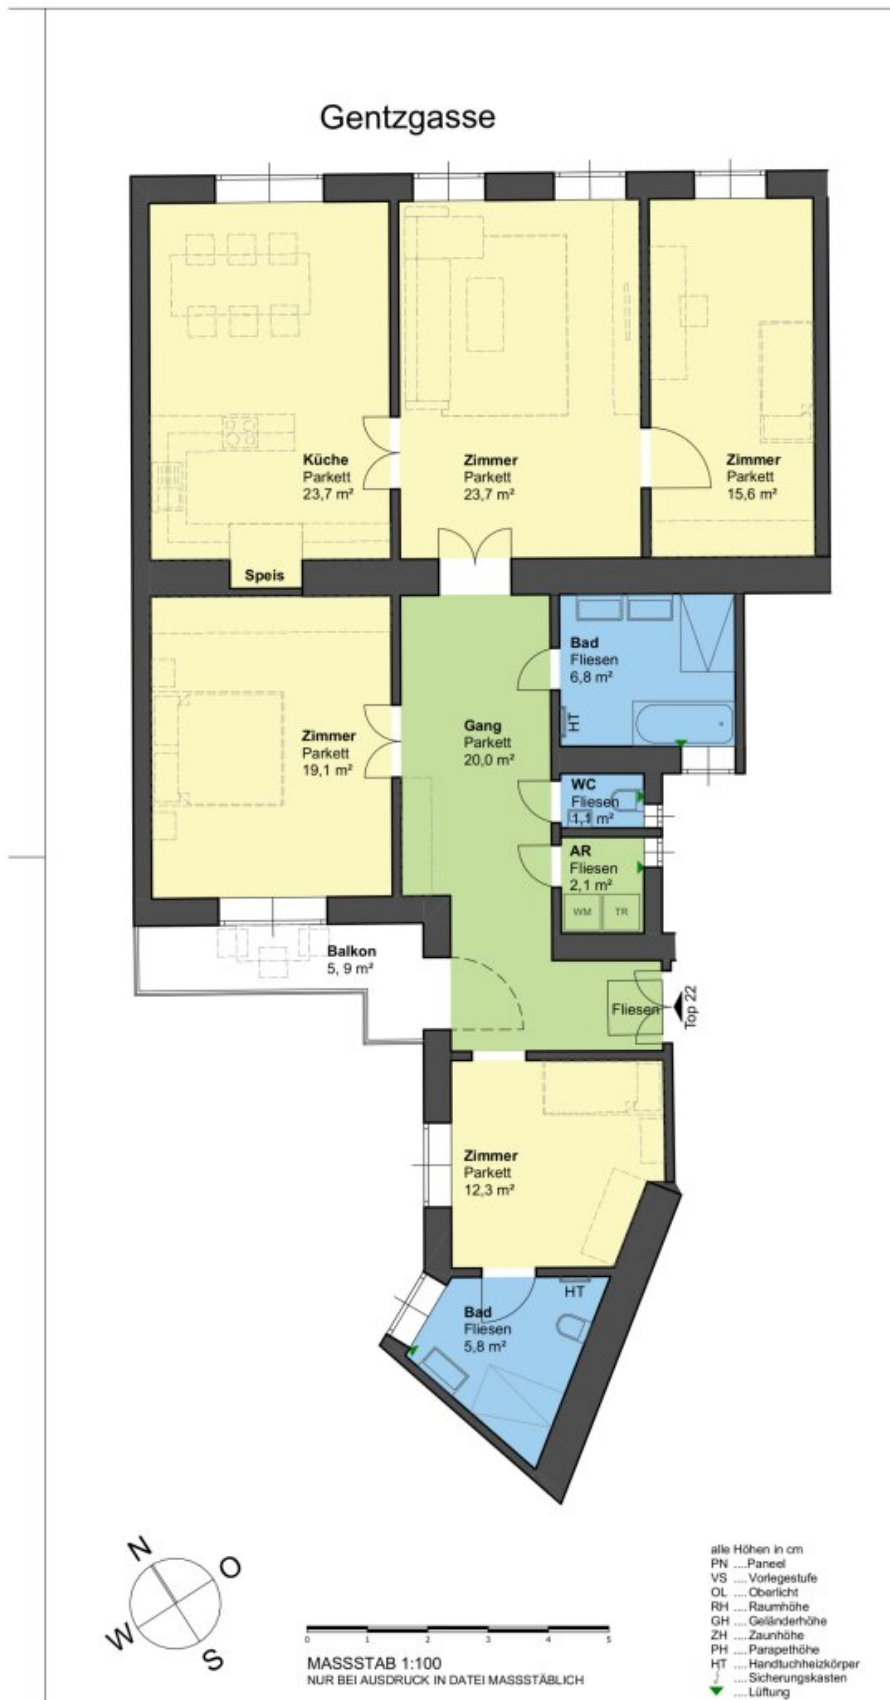 Gentzgasse
Küche
Parkett
23,7 m²
Zimmer
Parkett
23,7 m²
Zimmer
Parkett
15,6 m²
Speis
Bad
Fliesen
6,8 m²
HT
Zimmer
Parkett
19,1 m²
Gang
Parkett
20,0 m²
WC
Fliesen
1,1 m²
AR
Fliesen
2,1 m²
WM
TR
Balkon
5, 9 m²
Fliesen
Top 22
Zimmer
Parkett
12,3 m²
HT
Bad
Fliesen
5,8 m²
N
O
W
S
0 1 2 3 4 5
MASSSTAB 1:100
NUR BEI AUSDRUCK IN DATEI MASSSTÄBLICH
alle Höhen in cm
PN ....Paneel
VS ....Vorlegestufe
OL ....Oberlicht
RH ....Raumhöhe
GH ....Geländerhöhe
ZH ....Zaunhöhe
PH ....Parapethöhe
HT ....Handtuchheizkörper
....Sicherungskasten
....Lüftung